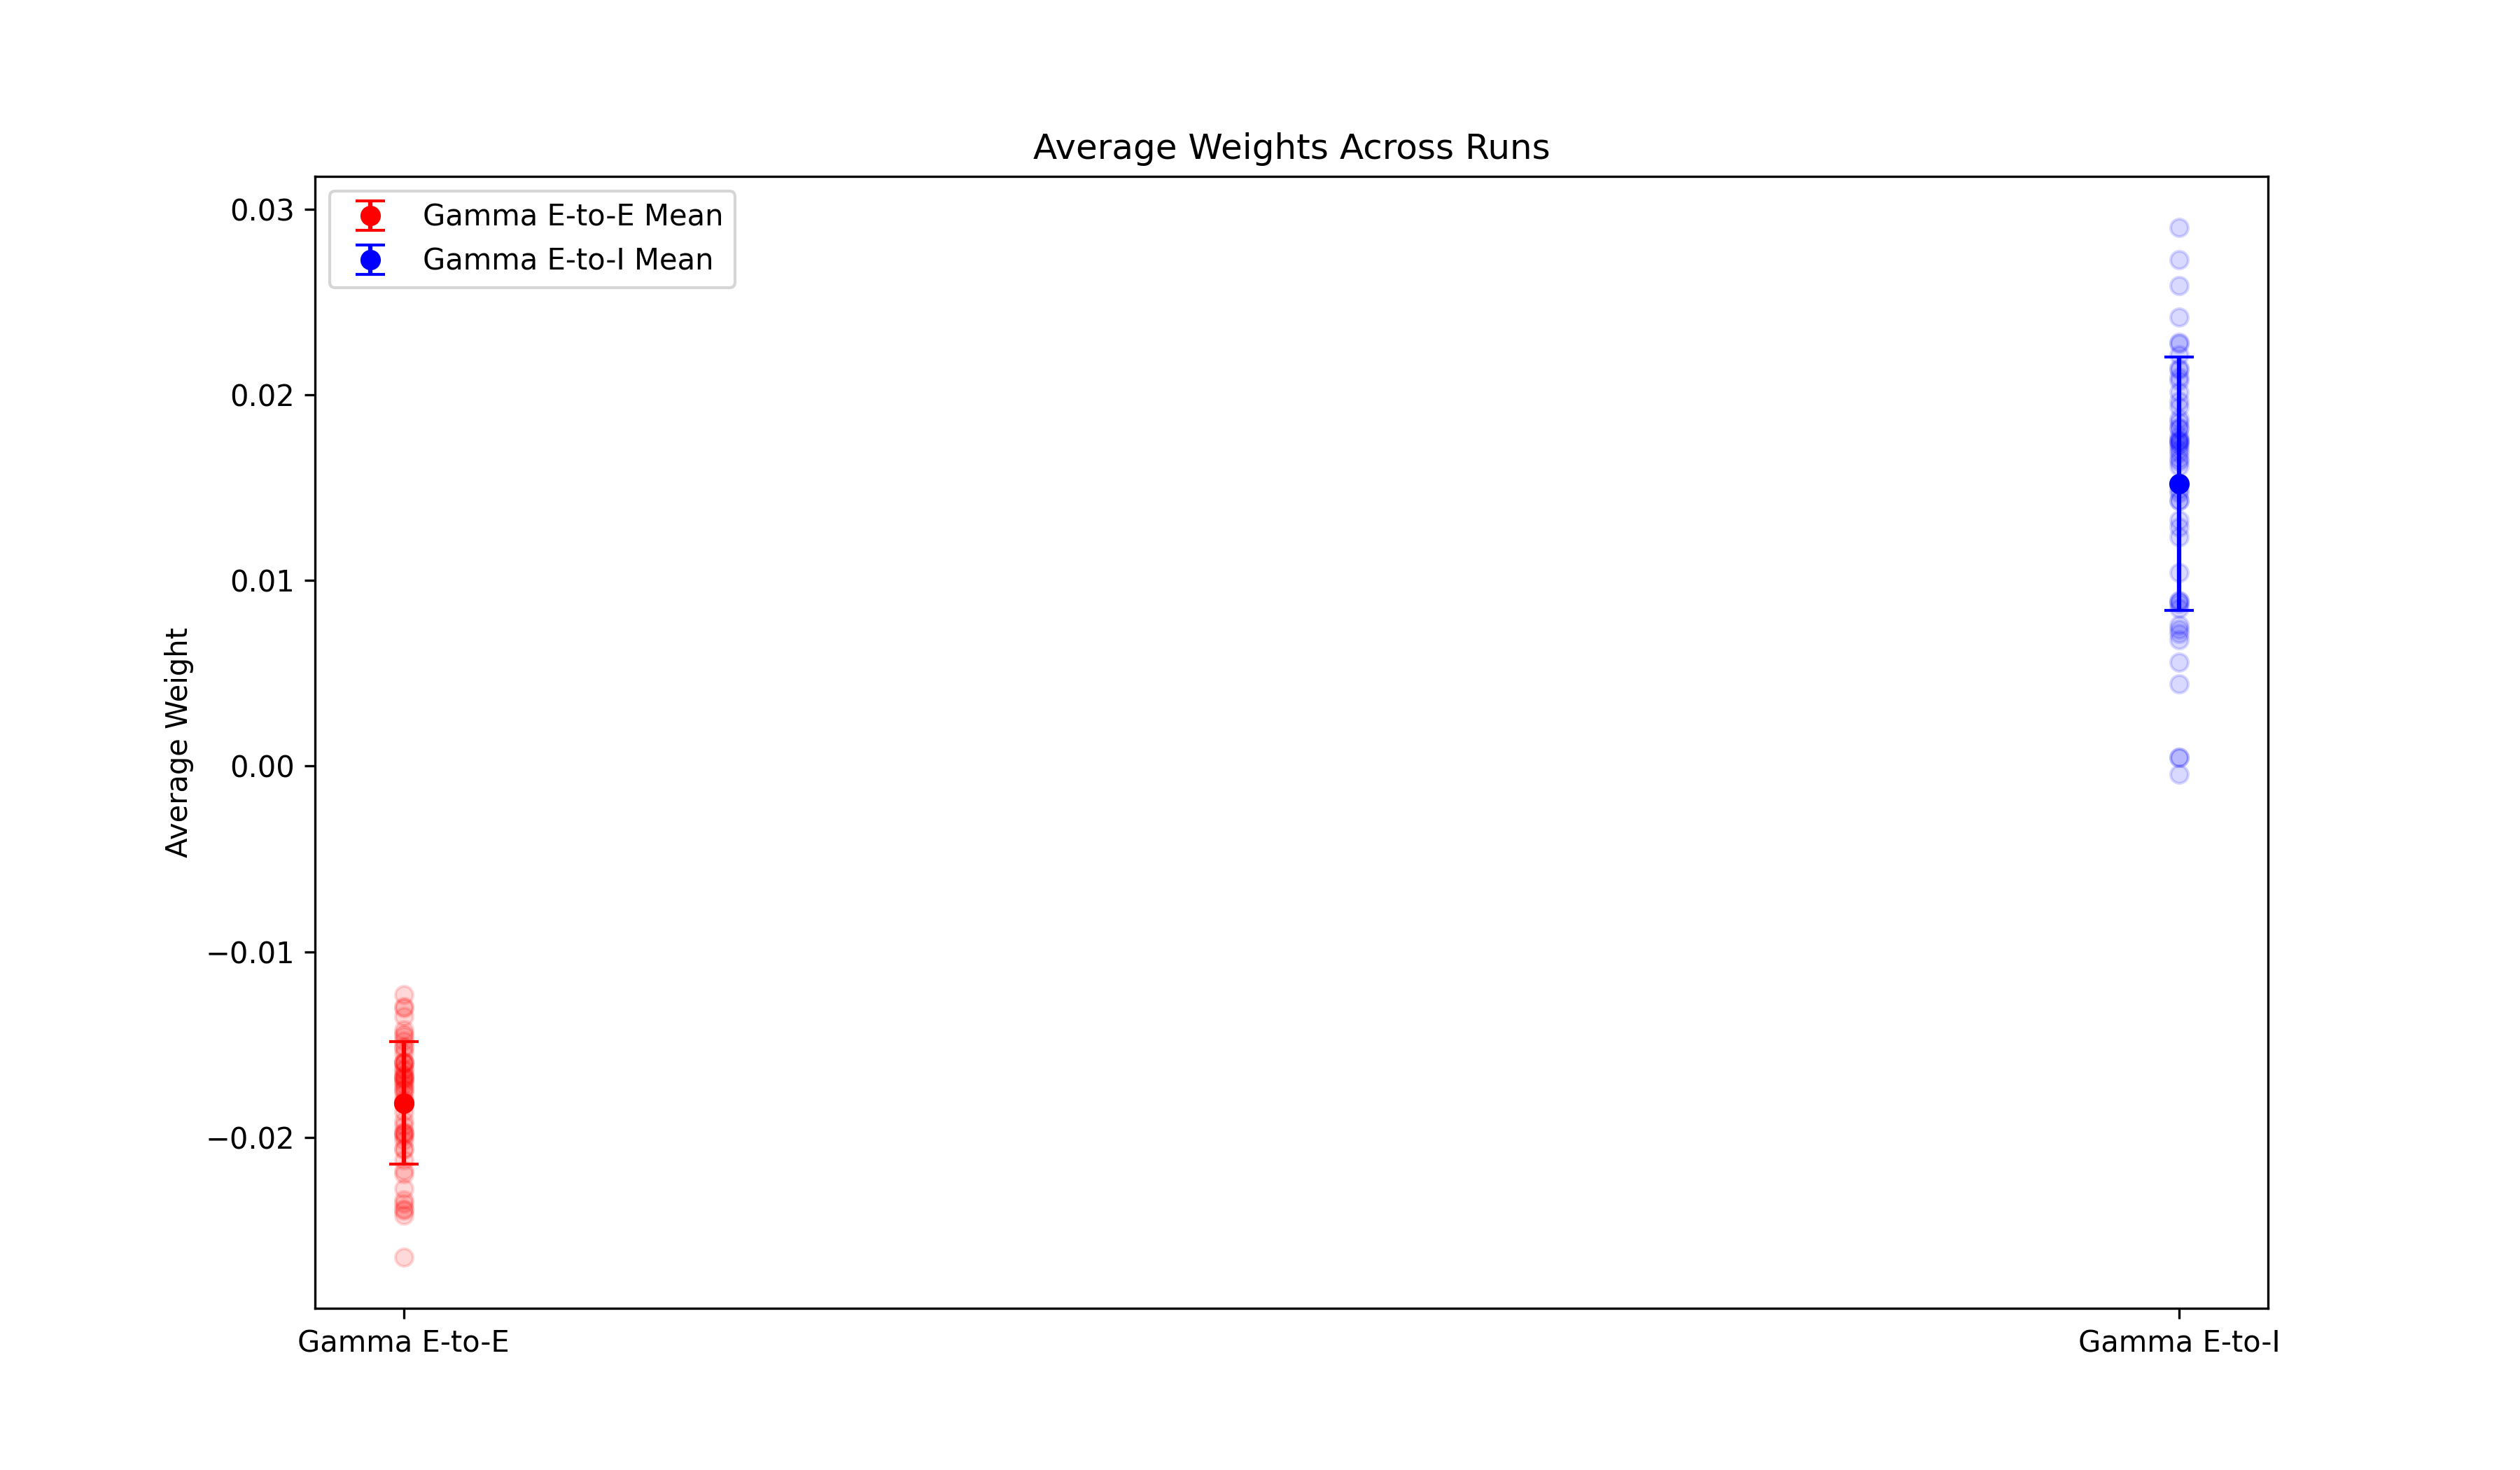 Average Weights Across Runs
Gamma E-to-E Mean
Gamma E-to-I Mean
Average Weight
0.03
0.02
0.01
0.00
−0.01
−0.02
Gamma E-to-E
Gamma E-to-I